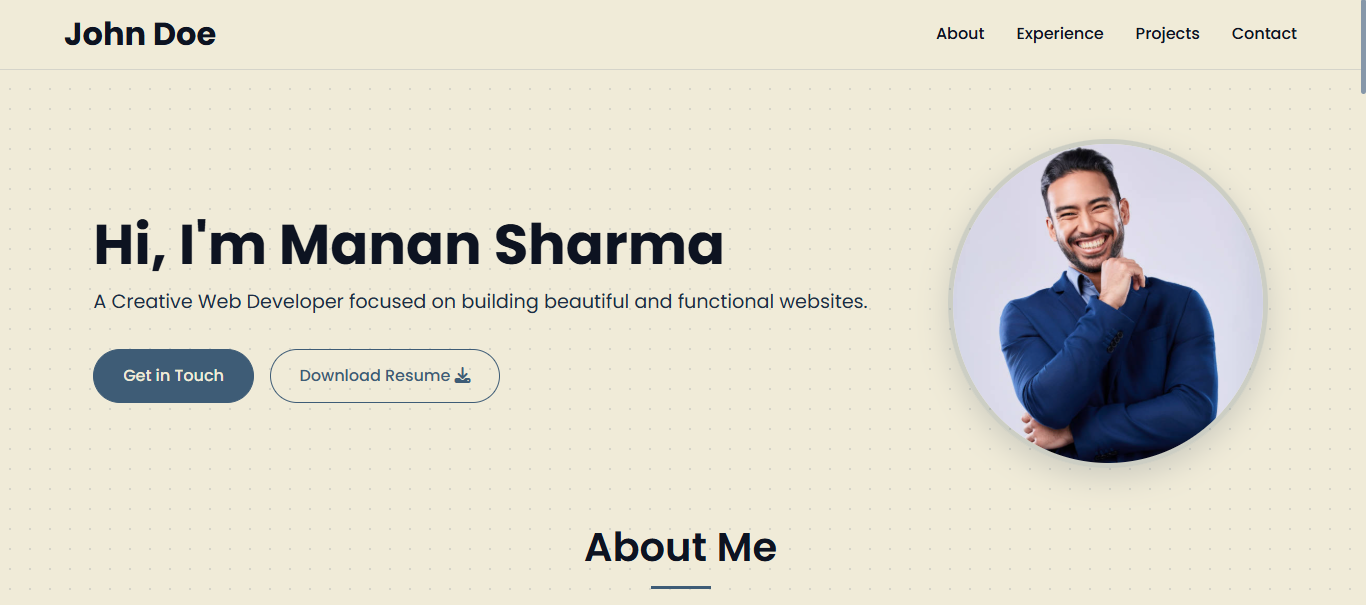 John Doe
About Experience Projects Contact
Hi, I'm Manan Sharma
A Creative Web Developer focused on building beautiful and functional websites.
Get in Touch
Download Resume
About Me